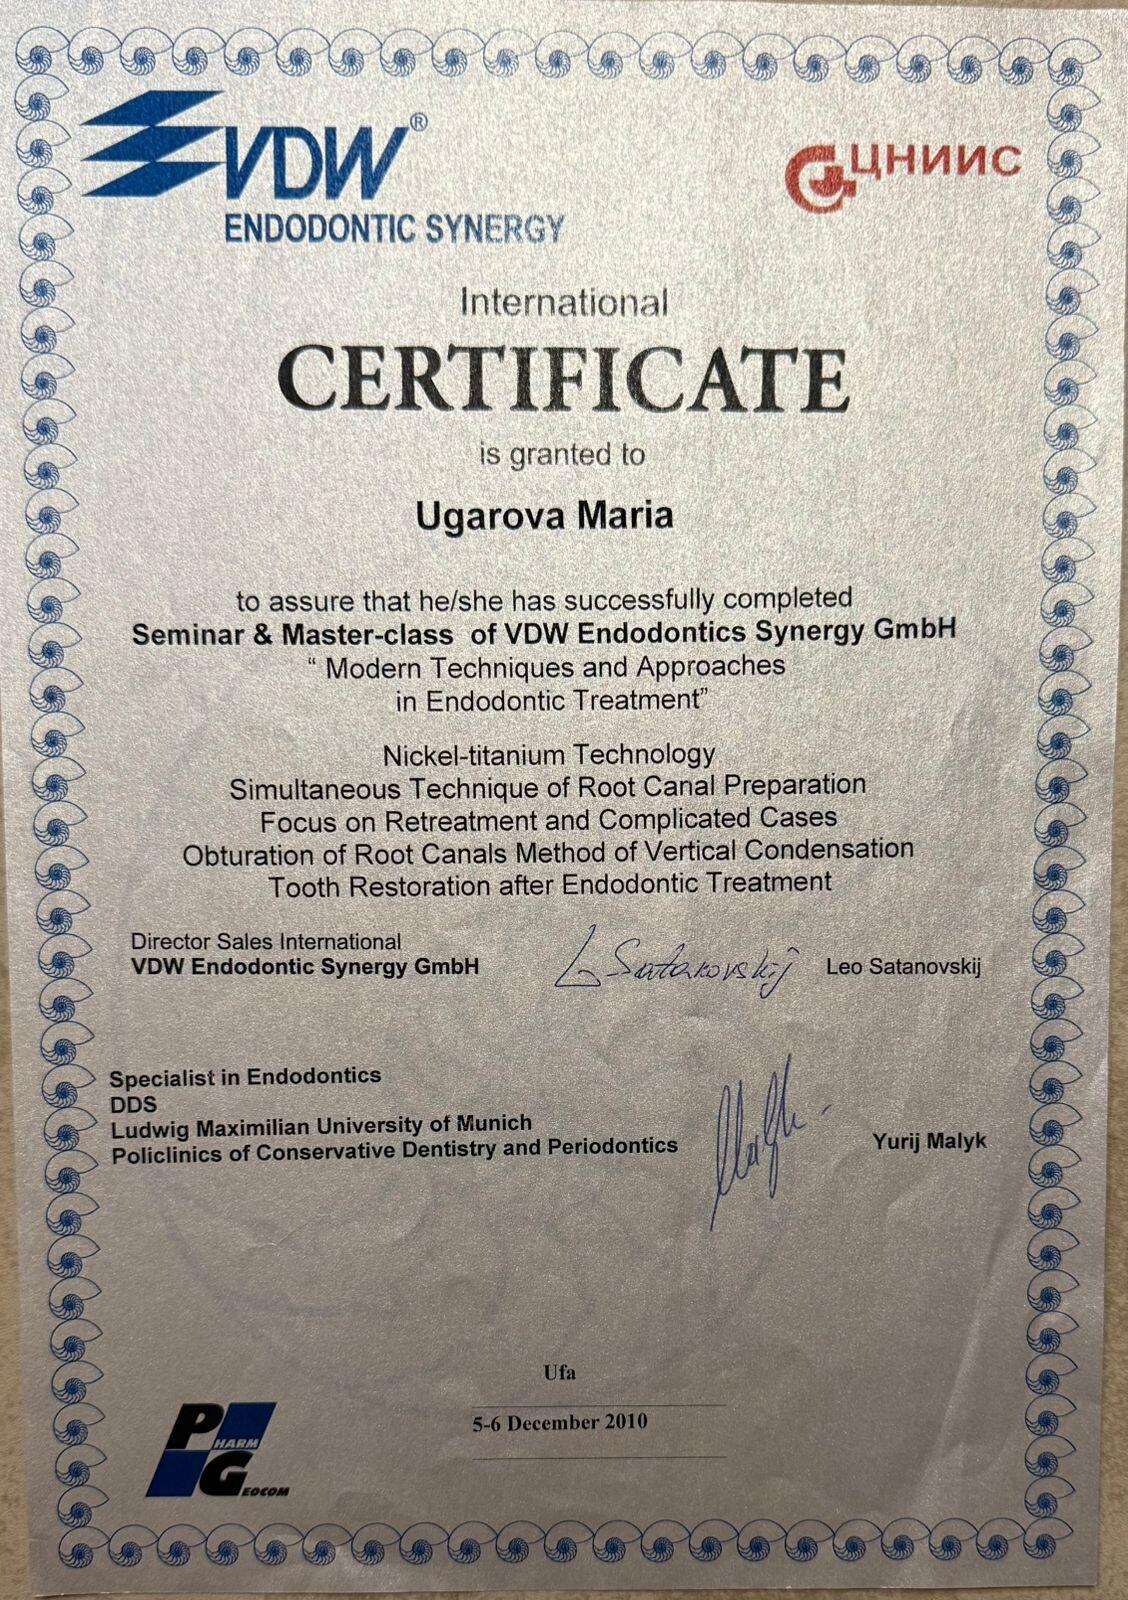 VDW®
ENDODONTIC SYNERGY
ЦНИИС
International
CERTIFICATE
is granted to
Ugarova Maria
to assure that he/she has successfully completed
Seminar & Master-class of VDW Endodontics Synergy GmbH
“ Modern Techniques and Approaches
in Endodontic Treatment”
Nickel-titanium Technology
Simultaneous Technique of Root Canal Preparation
Focus on Retreatment and Complicated Cases
Obturation of Root Canals Method of Vertical Condensation
Tooth Restoration after Endodontic Treatment
Director Sales International
VDW Endodontic Synergy GmbH
L Satanovskij
Leo Satanovskij
Specialist in Endodontics
DDS
Ludwig Maximilian University of Munich
Policlinics of Conservative Dentistry and Periodontics
Yurij Malyk
Ufa
5-6 December 2010
PHARM
GEOCOM